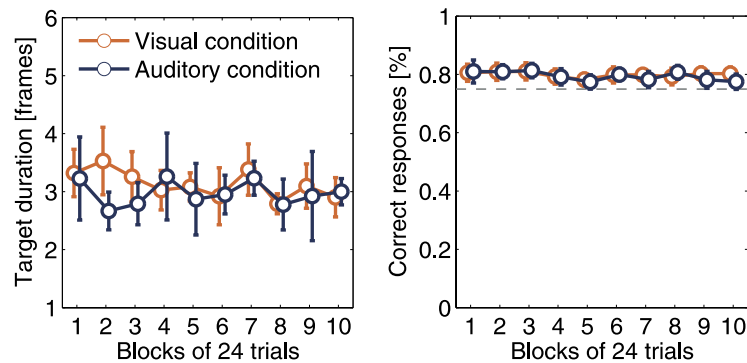 Target duration [frames]
6
5
4
3
2
1
Visual condition
Auditory condition
1 2 3 4 5 6 7 8 9 10
Blocks of 24 trials
Correct responses [%]
1
0.8
0.6
0.4
0.2
0
1 2 3 4 5 6 7 8 9 10
Blocks of 24 trials